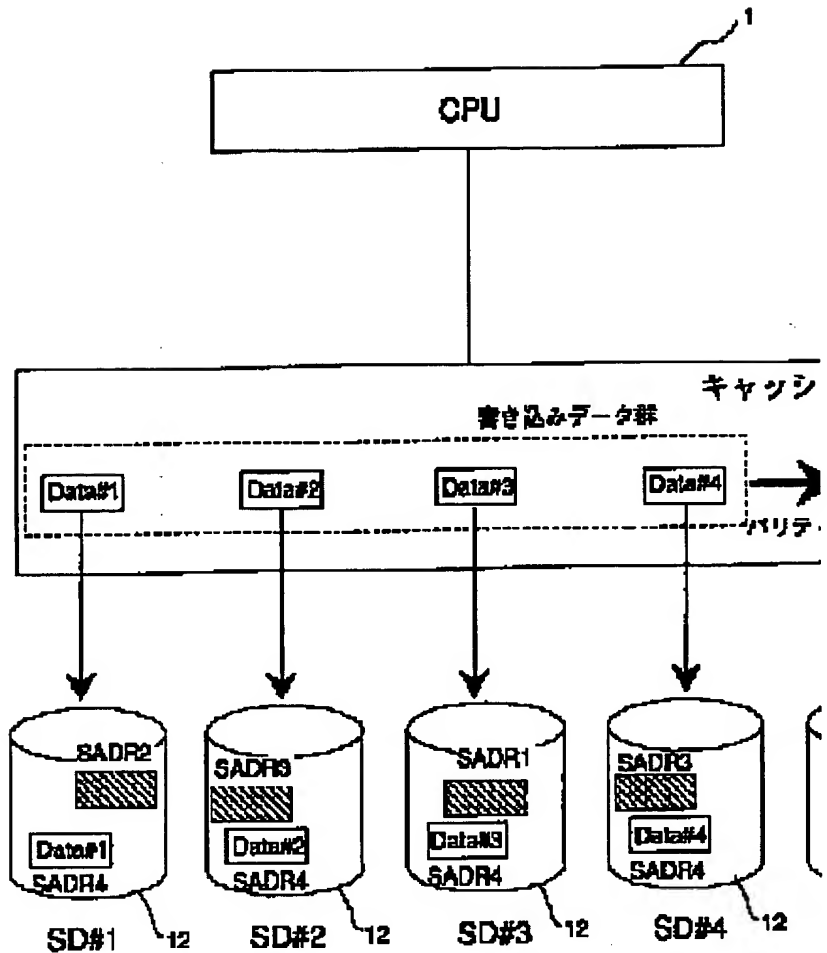 1
CPU
キャッシ
書き込みデータ群
Data#1 Data#2 Data#3 Data#4
パリテ
SADR2 SADR3 SADR1 SADR3
Data#1 Data#2 Data#3 Data#4
SADR4 SADR4 SADR4 SADR4
12 12 12 12
SD#1 SD#2 SD#3 SD#4